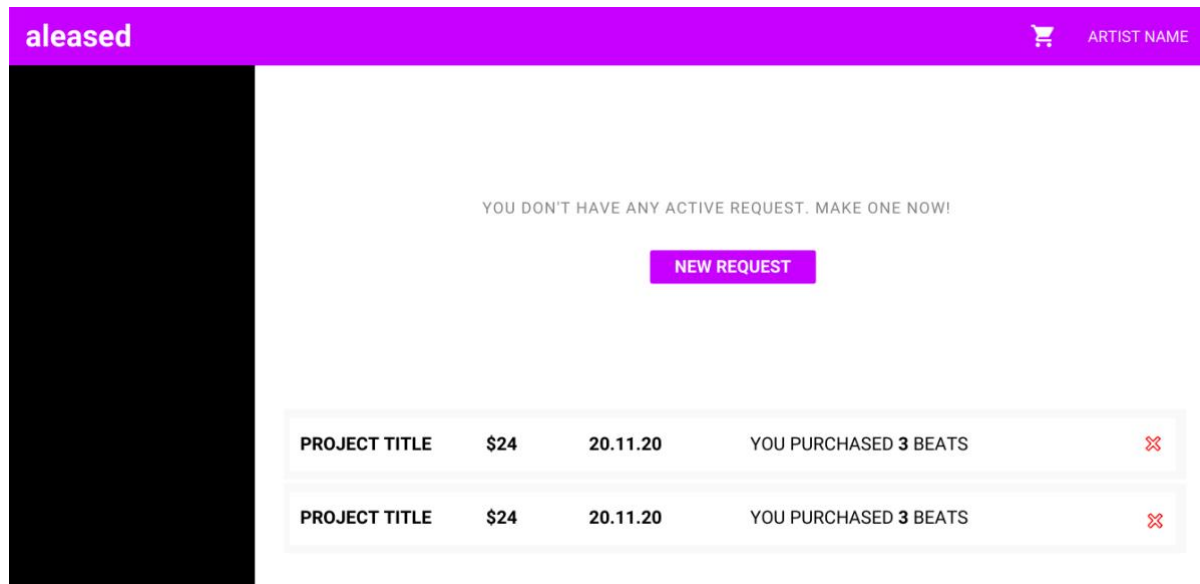 aleased ARTIST NAME
YOU DON'T HAVE ANY ACTIVE REQUEST. MAKE ONE NOW!
NEW REQUEST
PROJECT TITLE $24 20.11.20 YOU PURCHASED 3 BEATS
PROJECT TITLE $24 20.11.20 YOU PURCHASED 3 BEATS